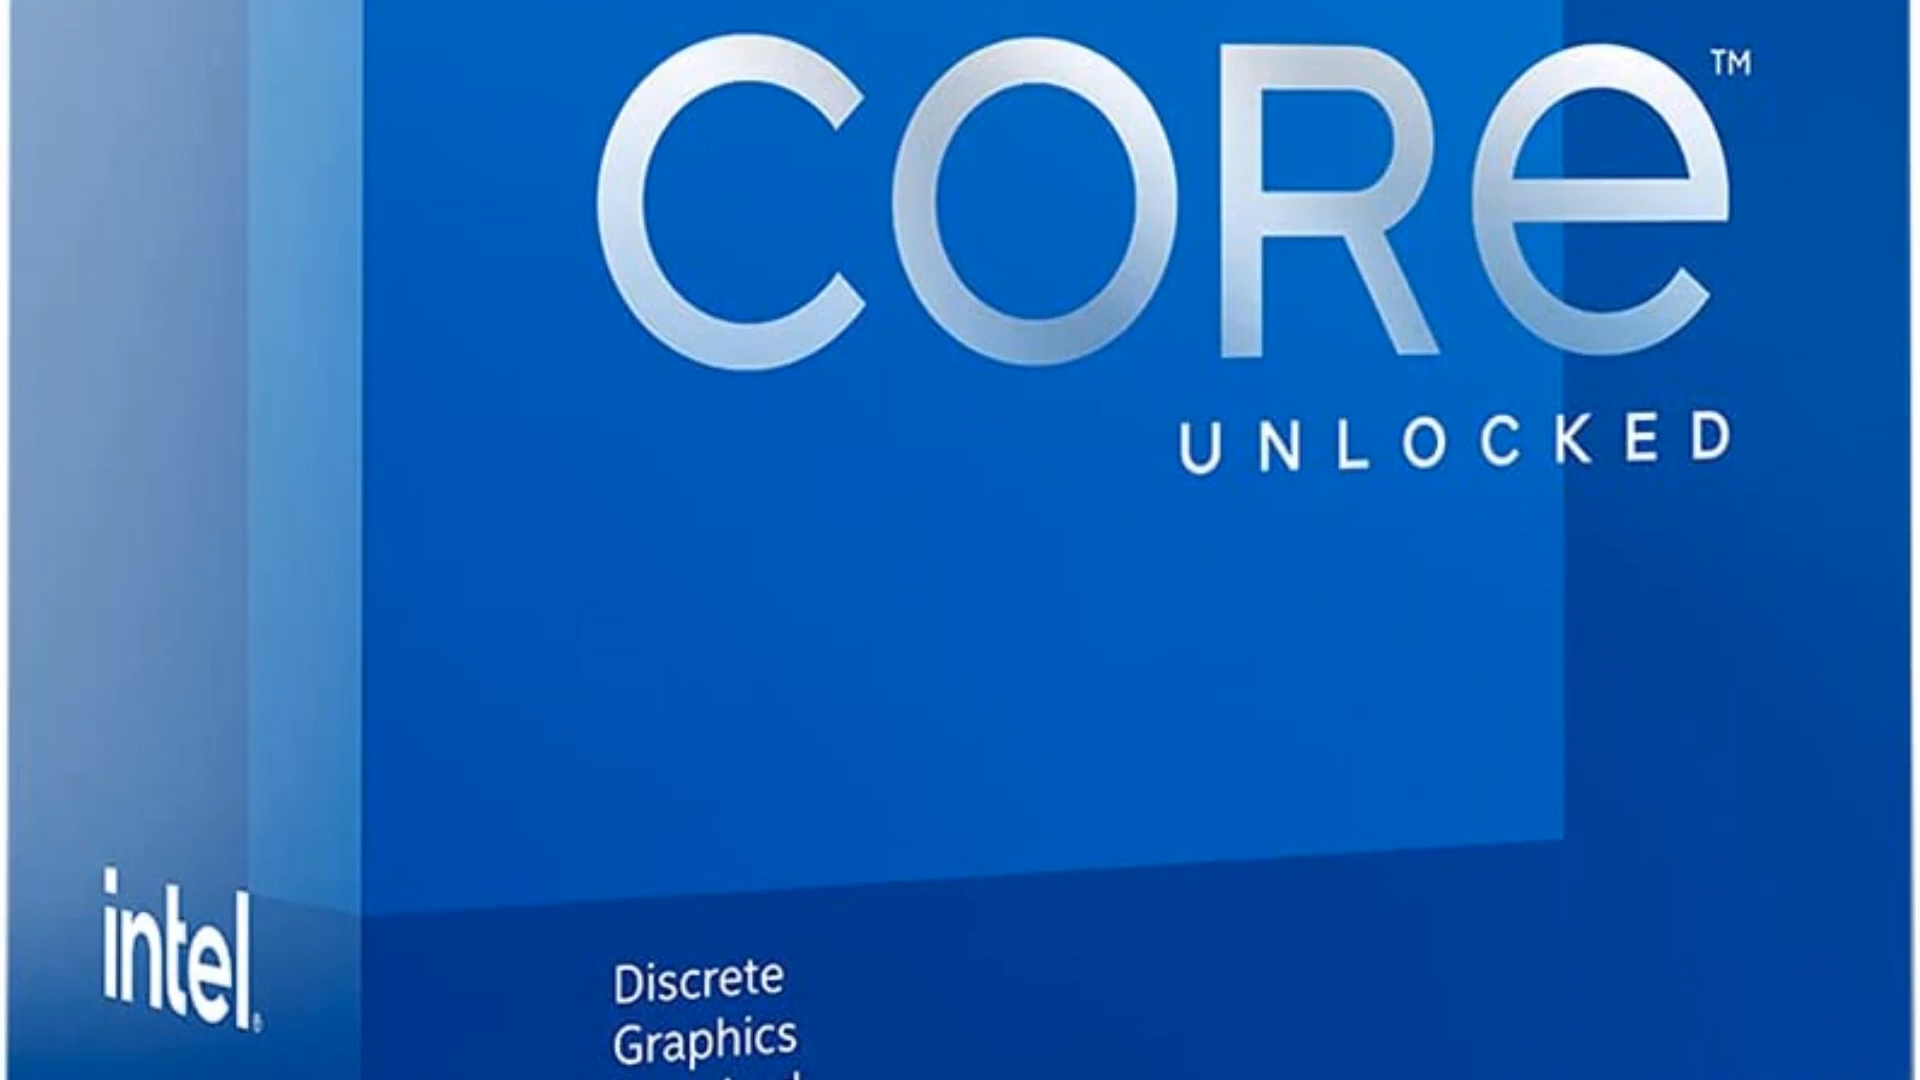 CORe™
UNLOCKED
intel®
Discrete
Graphics